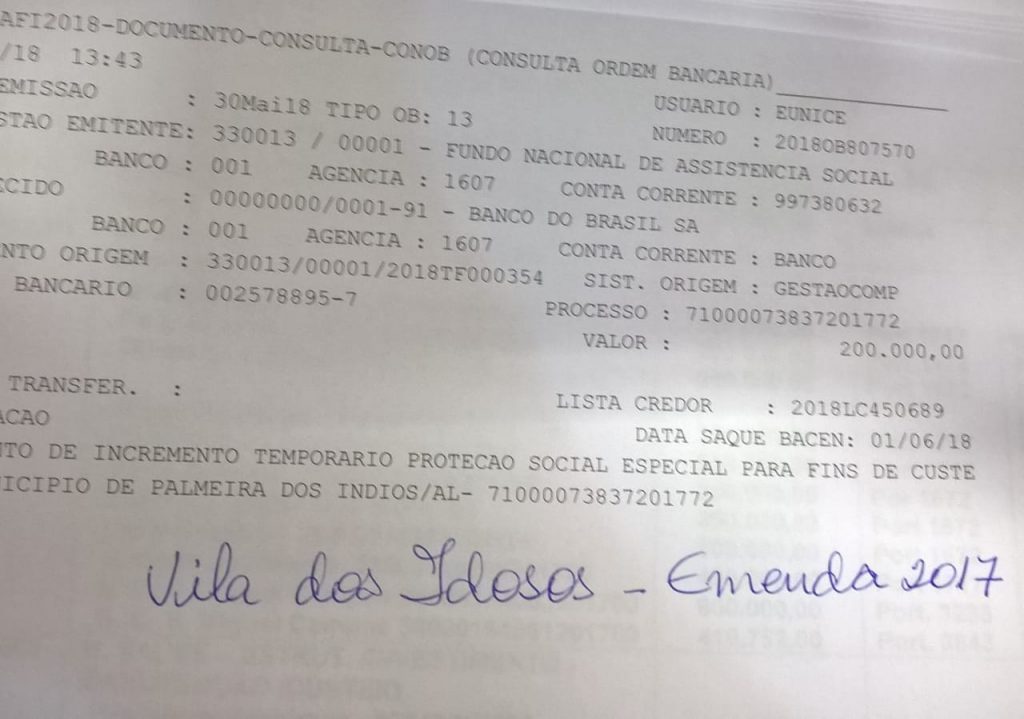 AFI2018-DOCUMENTO-CONSULTA-CONOB (CONSULTA ORDEM BANCARIA)
/18 13:43 USUARIO : EUNICE
EMISSAO : 30Mai18 TIPO OB: 13 NUMERO : 2018OB807570
STAO EMITENTE: 330013 / 00001 - FUNDO NACIONAL DE ASSISTENCIA SOCIAL
BANCO : 001 AGENCIA : 1607 CONTA CORRENTE : 997380632
ECIDO : 00000000/0001-91 - BANCO DO BRASIL SA
BANCO : 001 AGENCIA : 1607 CONTA CORRENTE : BANCO
NTO ORIGEM : 330013/00001/2018TF000354 SIST. ORIGEM : GESTAOCOMP
BANCARIO : 002578895-7 PROCESSO : 71000073837201772
VALOR : 200.000,00
TRANSFER. : LISTA CREDOR : 2018LC450689
ACAO DATA SAQUE BACEN: 01/06/18
NTO DE INCREMENTO TEMPORARIO PROTECAO SOCIAL ESPECIAL PARA FINS DE CUSTE
ICIPIO DE PALMEIRA DOS INDIOS/AL- 71000073837201772
Vila dos Idosos - Emenda 2017